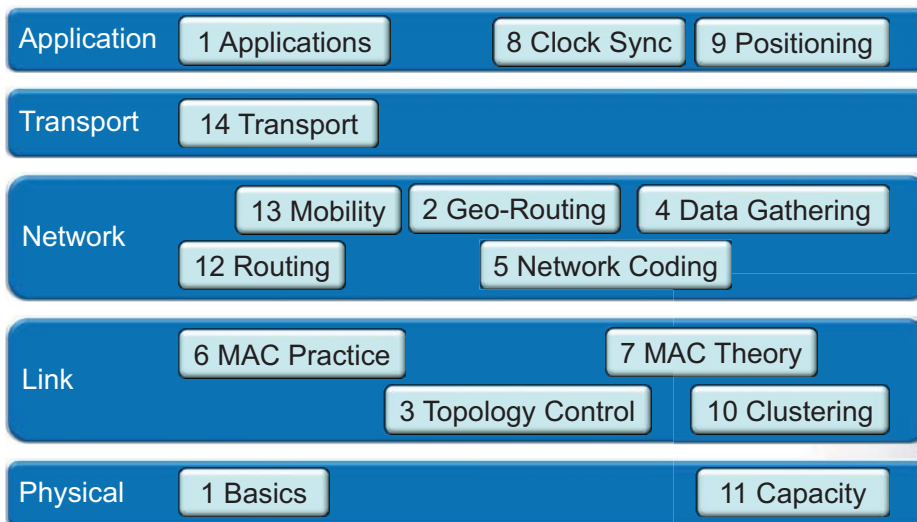 Application
1 Applications
8 Clock Sync
9 Positioning
Transport
14 Transport
Network
13 Mobility
2 Geo-Routing
4 Data Gathering
12 Routing
5 Network Coding
Link
6 MAC Practice
7 MAC Theory
3 Topology Control
10 Clustering
Physical
1 Basics
11 Capacity